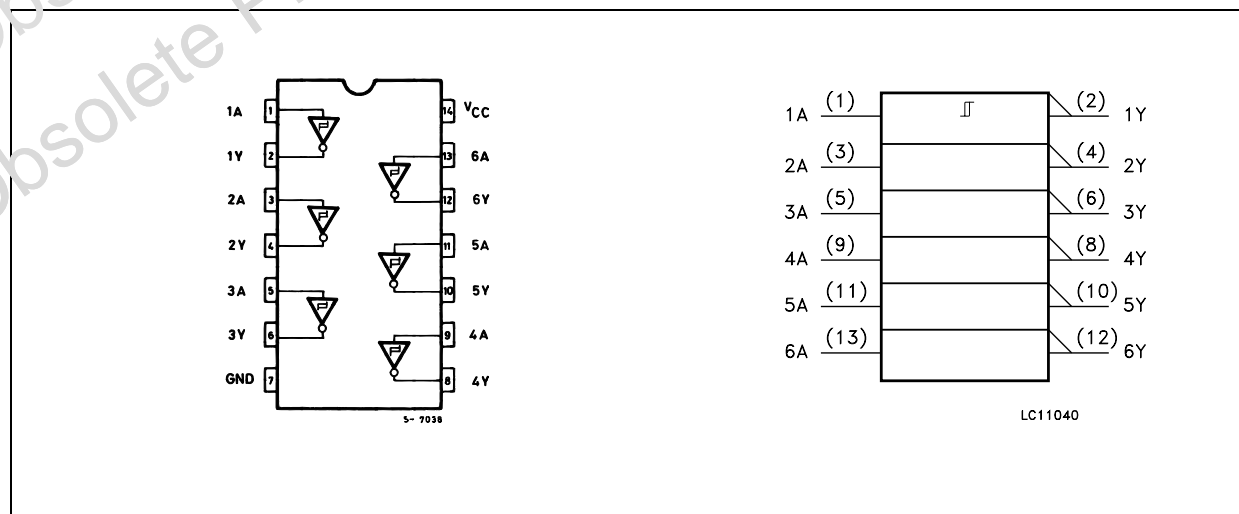 Obsolete
1A 1 14 VCC
1Y 2 13 6A
2A 3 12 6Y
2Y 4 11 5A
3A 5 10 5Y
3Y 6 9 4A
GND 7 8 4Y
S- 7038
1A (1) (2) 1Y
2A (3) (4) 2Y
3A (5) (6) 3Y
4A (9) (8) 4Y
5A (11) (10) 5Y
6A (13) (12) 6Y
LC11040